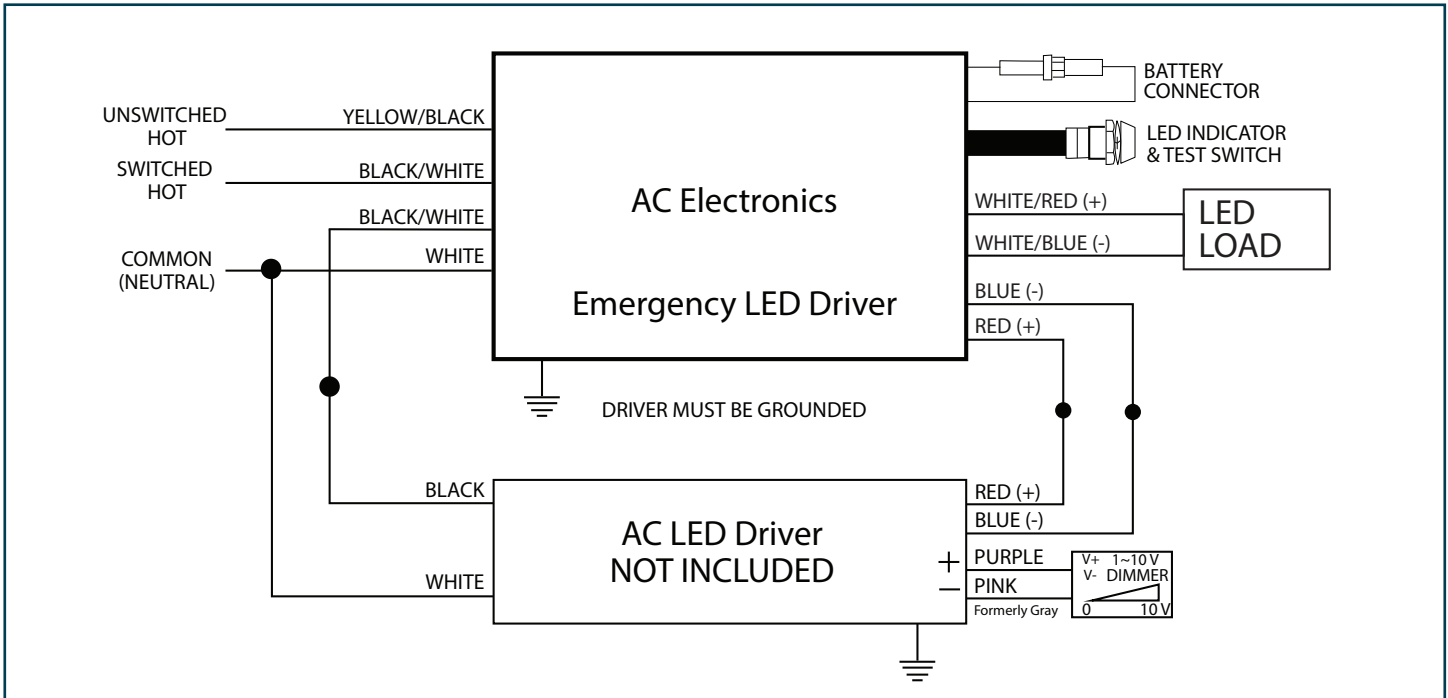 UNSWITCHED
HOT
YELLOW/BLACK
SWITCHED
HOT
BLACK/WHITE
BLACK/WHITE
COMMON
(NEUTRAL)
WHITE
AC Electronics
Emergency LED Driver
BATTERY
CONNECTOR
LED INDICATOR
& TEST SWITCH
WHITE/RED (+)
WHITE/BLUE (-)
LED
LOAD
BLUE (-)
RED (+)
DRIVER MUST BE GROUNDED
BLACK
WHITE
AC LED Driver
NOT INCLUDED
RED (+)
BLUE (-)
+ PURPLE
− PINK
Formerly Gray
V+ 1~10 V
V- DIMMER
0 10 V